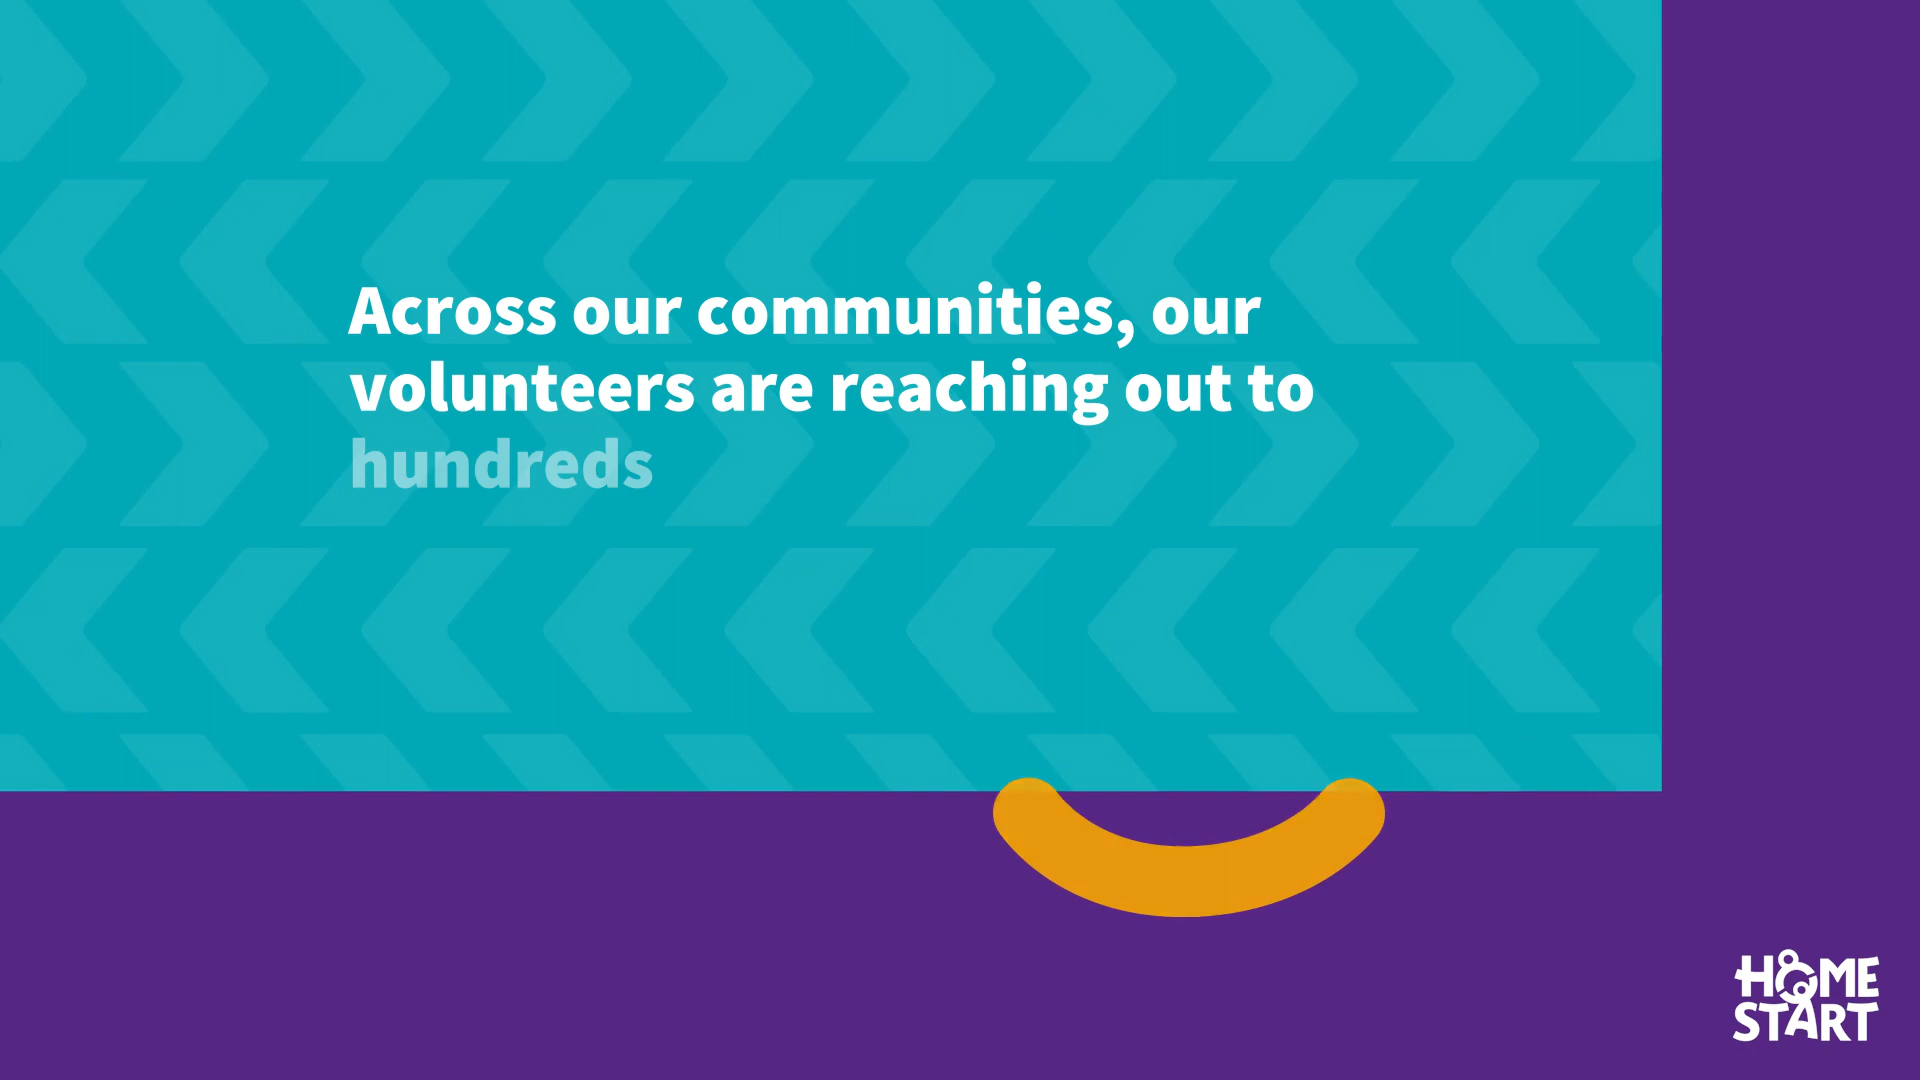 Across our communities, our
volunteers are reaching out to
hundreds
HOME
START